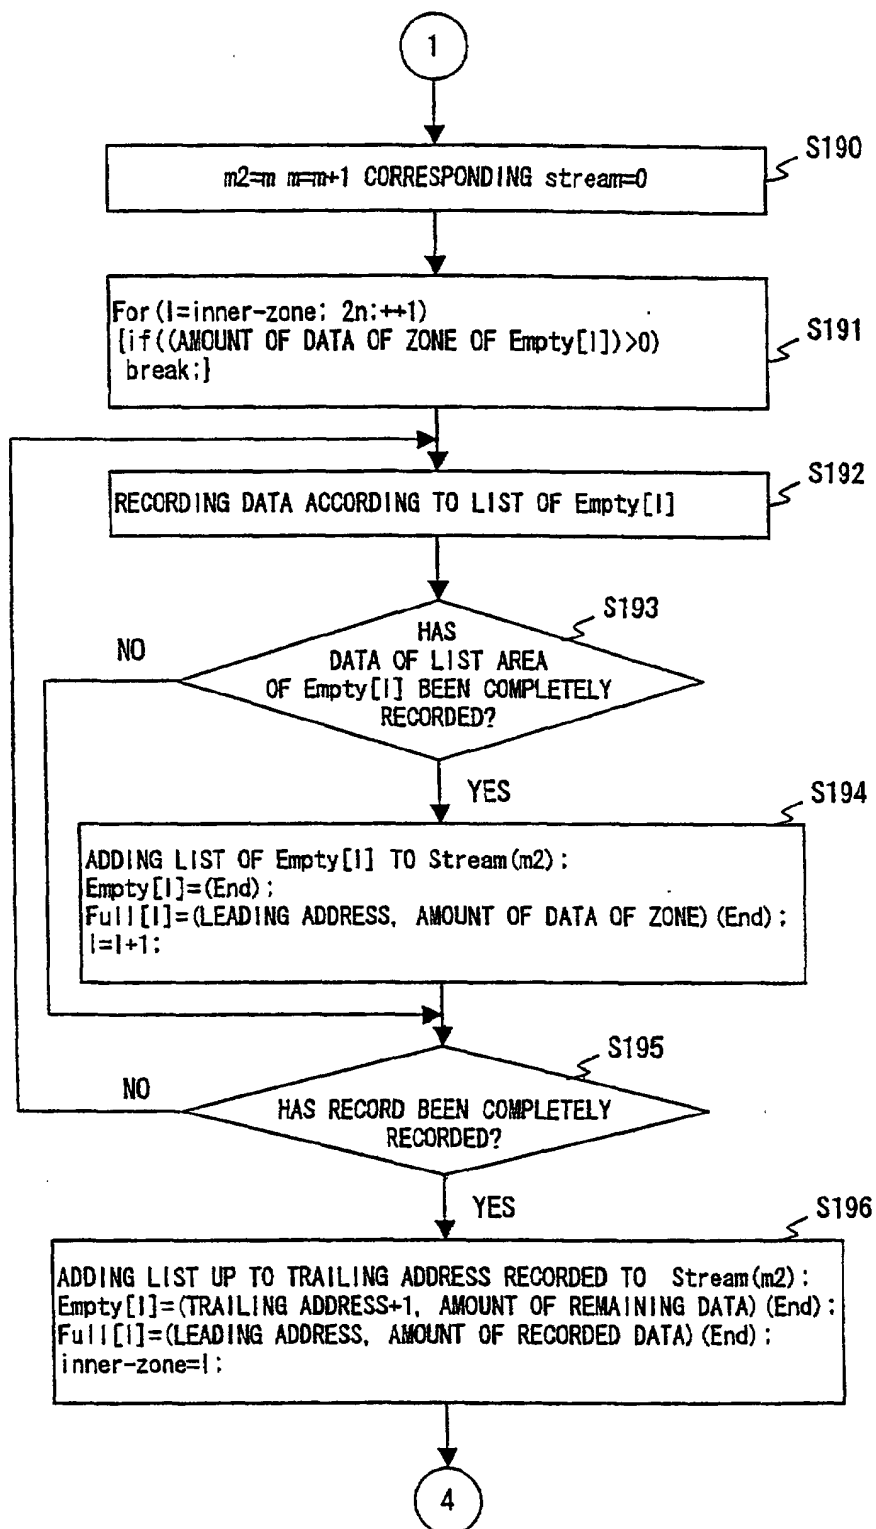 1
S190
m2=m m=m+1 CORRESPONDING stream=0
S191
For(l=inner-zone; 2n;++l)
[if((AMOUNT OF DATA OF ZONE OF Empty[l])>0)
break;}
S192
RECORDING DATA ACCORDING TO LIST OF Empty[l]
S193
HAS
DATA OF LIST AREA
OF Empty[l] BEEN COMPLETELY
RECORDED?
NO
YES
S194
ADDING LIST OF Empty[l] TO Stream(m2);
Empty[l]=(End);
Full[l]=(LEADING ADDRESS, AMOUNT OF DATA OF ZONE)(End);
l=l+1;
S195
NO
HAS RECORD BEEN COMPLETELY
RECORDED?
YES
S196
ADDING LIST UP TO TRAILING ADDRESS RECORDED TO Stream(m2);
Empty[l]=(TRAILING ADDRESS+1, AMOUNT OF REMAINING DATA)(End);
Full[l]=(LEADING ADDRESS, AMOUNT OF RECORDED DATA)(End);
inner-zone=l;
4